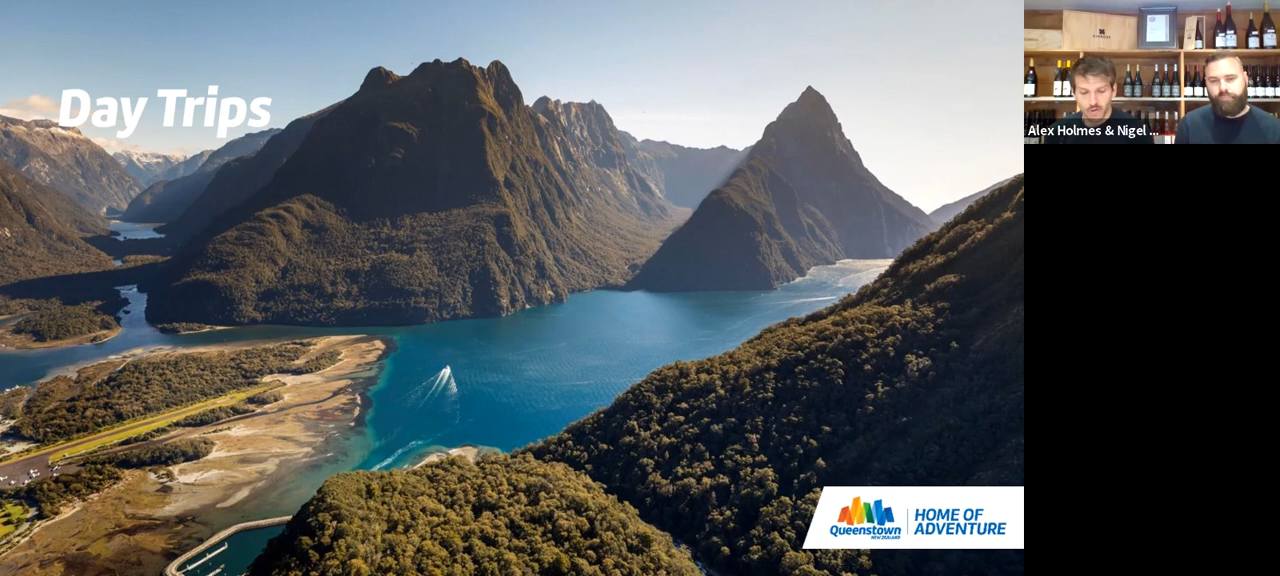 Day Trips
Alex Holmes & Nigel ...
Queenstown
NEW ZEALAND
HOME OF
ADVENTURE